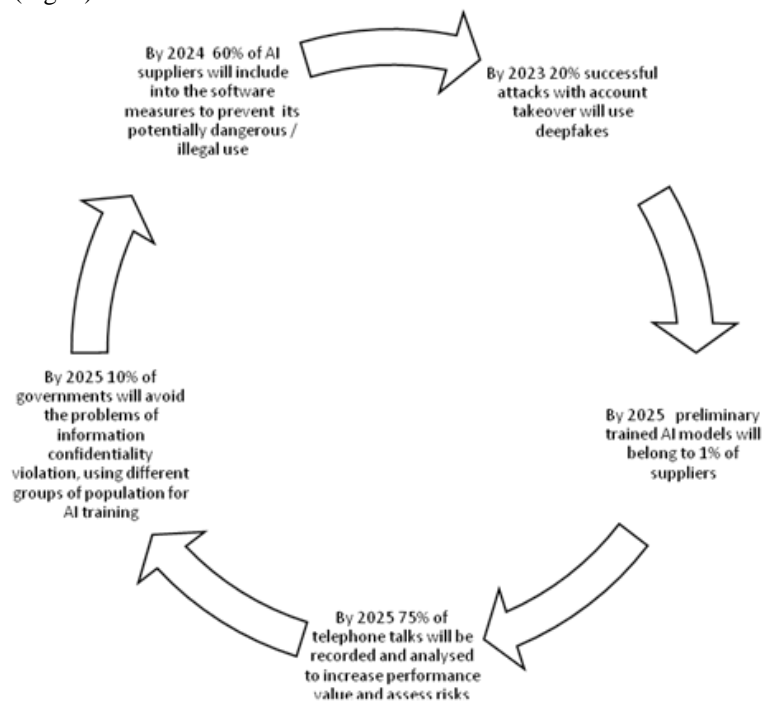 By 2024 60% of AI
suppliers will include
into the software
measures to prevent its
potentially dangerous /
illegal use
By 2023 20% successful
attacks with account
takeover will use
deepfakes
By 2025 preliminary
trained AI models will
belong to 1% of
suppliers
By 2025 75% of
telephone talks will be
recorded and analysed
to increase performance
value and assess risks
By 2025 10% of
governments will avoid
the problems of
information
confidentiality
violation, using different
groups of population for
AI training